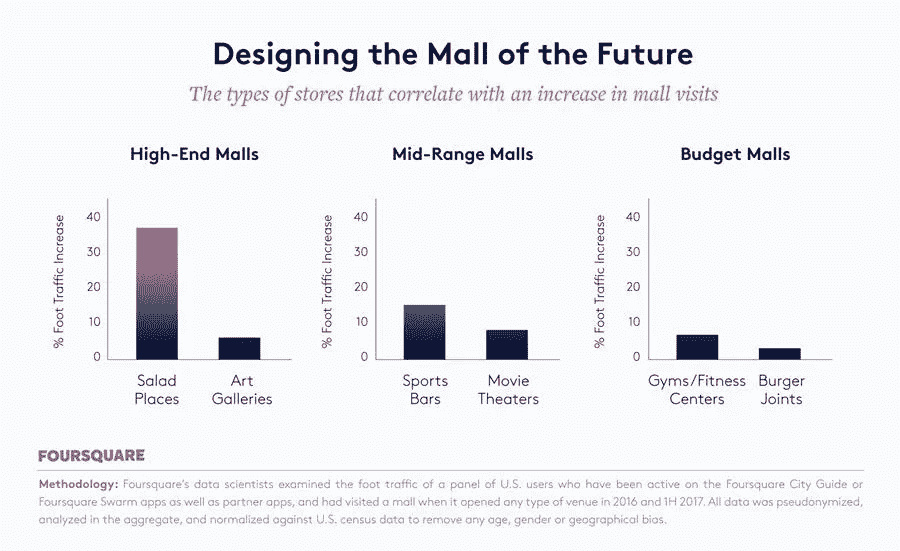 Designing the Mall of the Future
The types of stores that correlate with an increase in mall visits
High-End Malls
% Foot Traffic Increase
40
30
20
10
0
Salad
Places
Art
Galleries
Mid-Range Malls
% Foot Traffic Increase
40
30
20
10
0
Sports
Bars
Movie
Theaters
Budget Malls
% Foot Traffic Increase
40
30
20
10
0
Gyms/Fitness
Centers
Burger
Joints
FOURSQUARE
Methodology: Foursquare's data scientists examined the foot traffic of a panel of U.S. users who have been active on the Foursquare City Guide or
Foursquare Swarm apps as well as partner apps, and had visited a mall when it opened any type of venue in 2016 and 1H 2017. All data was pseudonymized,
analyzed in the aggregate, and normalized against U.S. census data to remove any age, gender or geographical bias.